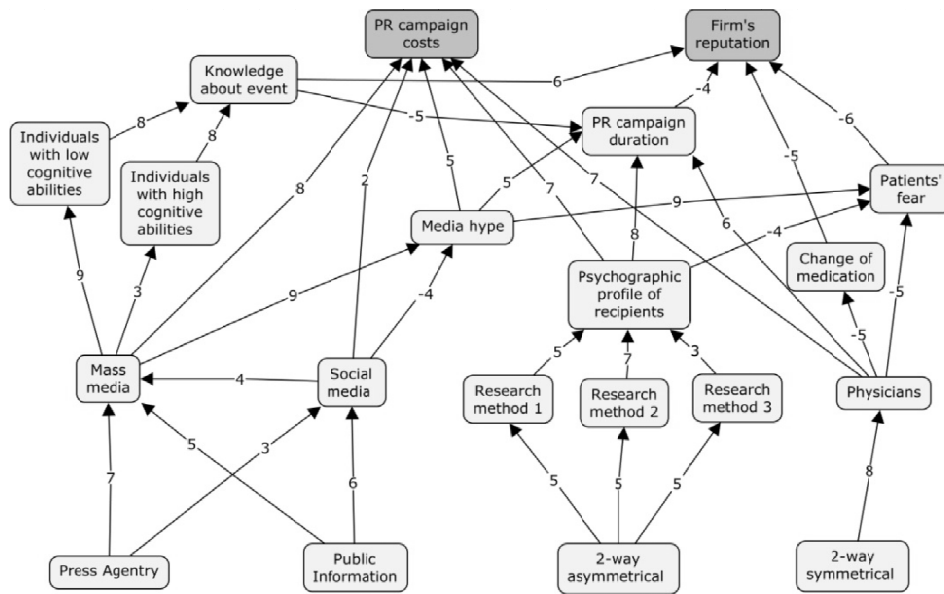 PR campaign
costs
Firm's
reputation
Knowledge
about event
6
-4
-5
PR campaign
duration
8
8
Individuals
with low
cognitive
abilities
Individuals
with high
cognitive
abilities
8
2
5
5
7
7
-5
-6
Patients'
fear
9
Media hype
8
6
-4
Change of
medication
9
3
9
-4
Psychographic
profile of
recipients
-5
-5
Mass
media
4
Social
media
5
7
3
Research
method 1
Research
method 2
Research
method 3
Physicians
7
5
3
6
5
5
5
8
Press Agentry
Public
Information
2-way
asymmetrical
2-way
symmetrical